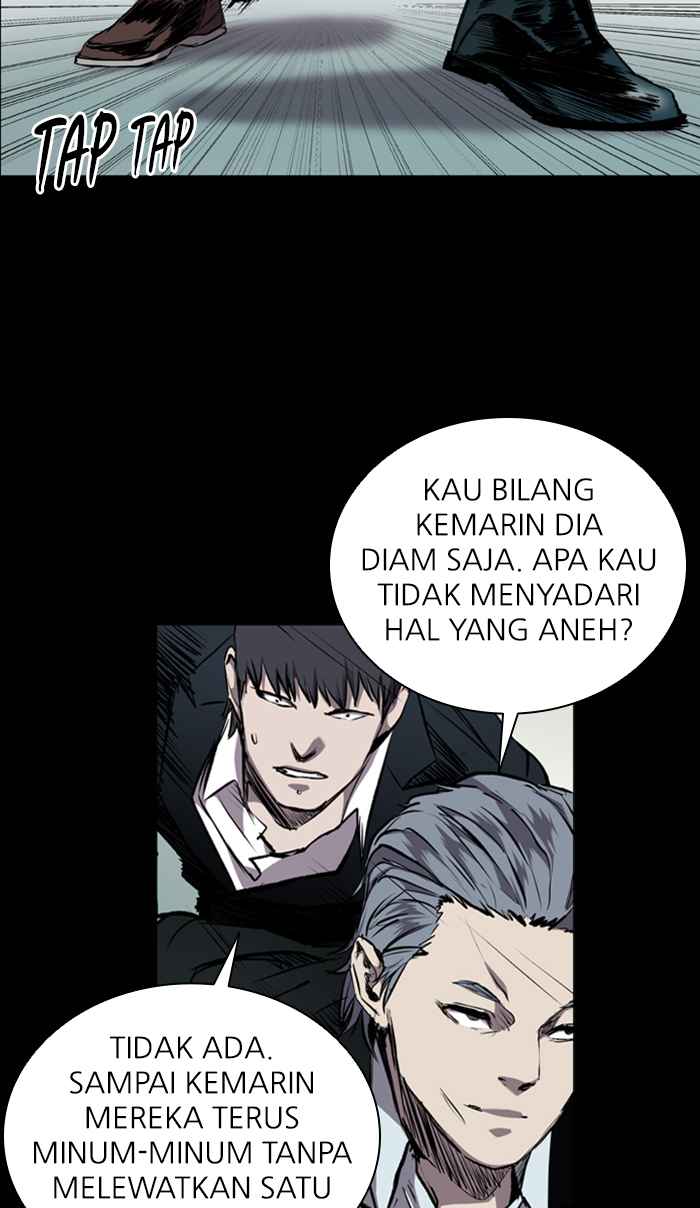 TAP TAP
KAU BILANG
KEMARIN DIA
DIAM SAJA. APA KAU
TIDAK MENYADARI
HAL YANG ANEH?
TIDAK ADA.
SAMPAI KEMARIN
MEREKA TERUS
MINUM-MINUM TANPA
MELEWATKAN SATU